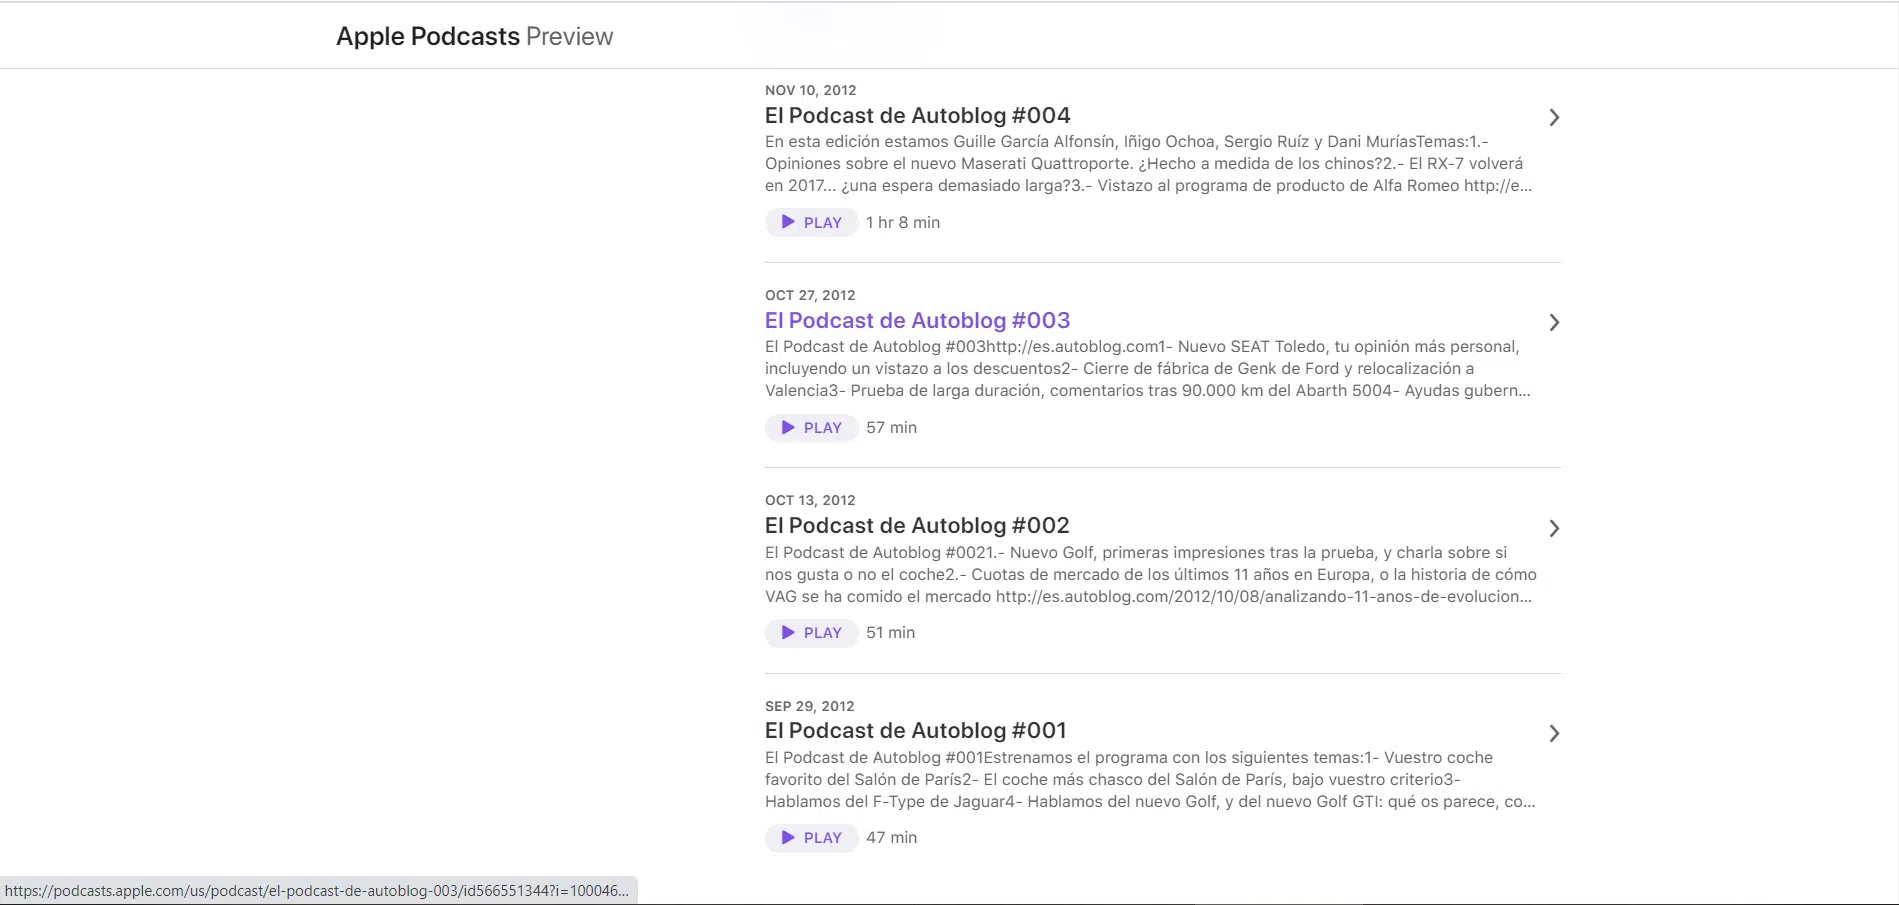 Apple Podcasts Preview
NOV 10, 2012
El Podcast de Autoblog #004
En esta edición estamos Guille García Alfonsín, Iñigo Ochoa, Sergio Ruíz y Dani MuríasTemas:1.-
Opiniones sobre el nuevo Maserati Quattroporte. ¿Hecho a medida de los chinos?2.- El RX-7 volverá
en 2017... ¿una espera demasiado larga?3.- Vistazo al programa de producto de Alfa Romeo http://e...
PLAY 1 hr 8 min
OCT 27, 2012
El Podcast de Autoblog #003
El Podcast de Autoblog #003http://es.autoblog.com1- Nuevo SEAT Toledo, tu opinión más personal,
incluyendo un vistazo a los descuentos2- Cierre de fábrica de Genk de Ford y relocalización a
Valencia3- Prueba de larga duración, comentarios tras 90.000 km del Abarth 5004- Ayudas gubern...
PLAY 57 min
OCT 13, 2012
El Podcast de Autoblog #002
El Podcast de Autoblog #0021.- Nuevo Golf, primeras impresiones tras la prueba, y charla sobre si
nos gusta o no el coche2.- Cuotas de mercado de los últimos 11 años en Europa, o la historia de cómo
VAG se ha comido el mercado http://es.autoblog.com/2012/10/08/analizando-11-anos-de-evolucion...
PLAY 51 min
SEP 29, 2012
El Podcast de Autoblog #001
El Podcast de Autoblog #001Estrenamos el programa con los siguientes temas:1- Vuestro coche
favorito del Salón de París2- El coche más chasco del Salón de París, bajo vuestro criterio3-
Hablamos del F-Type de Jaguar4- Hablamos del nuevo Golf, y del nuevo Golf GTI: qué os parece, co...
PLAY 47 min
https://podcasts.apple.com/us/podcast/el-podcast-de-autoblog-003/id566551344?i=100046...